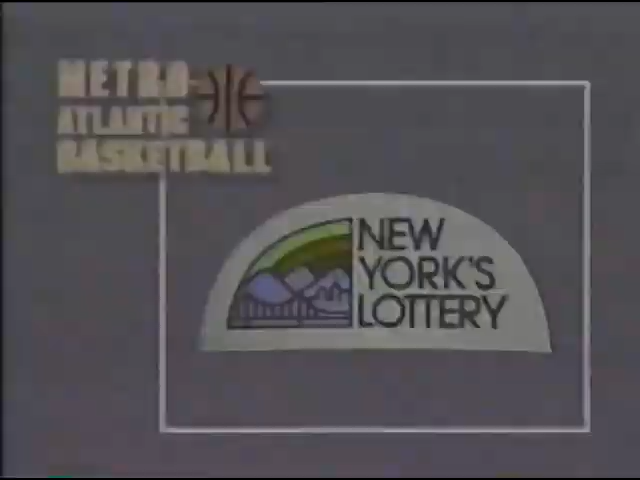 METRO
ATLANTIC
BASKETBALL
NEW
YORK'S
LOTTERY